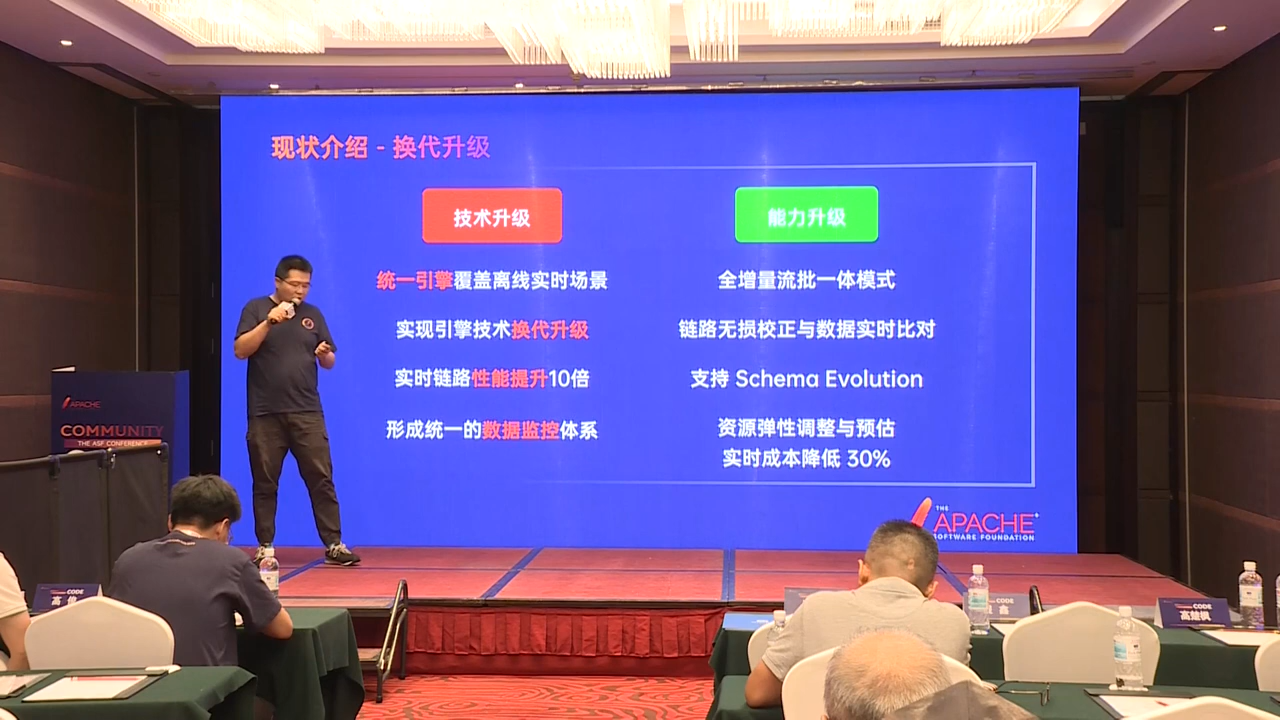 现状介绍 - 换代升级
技术升级
统一引擎覆盖离线实时场景
实现引擎技术换代升级
实时链路性能提升10倍
形成统一的数据监控体系
能力升级
全增量流批一体模式
链路无损校正与数据实时比对
支持 Schema Evolution
资源弹性调整与预估
实时成本降低 30%
THE
APACHE
SOFTWARE FOUNDATION
APACHE
COMMUNITY
THE ASF CONFERENCE
CODE
高
CODE
鑫
CODE
高楚枫